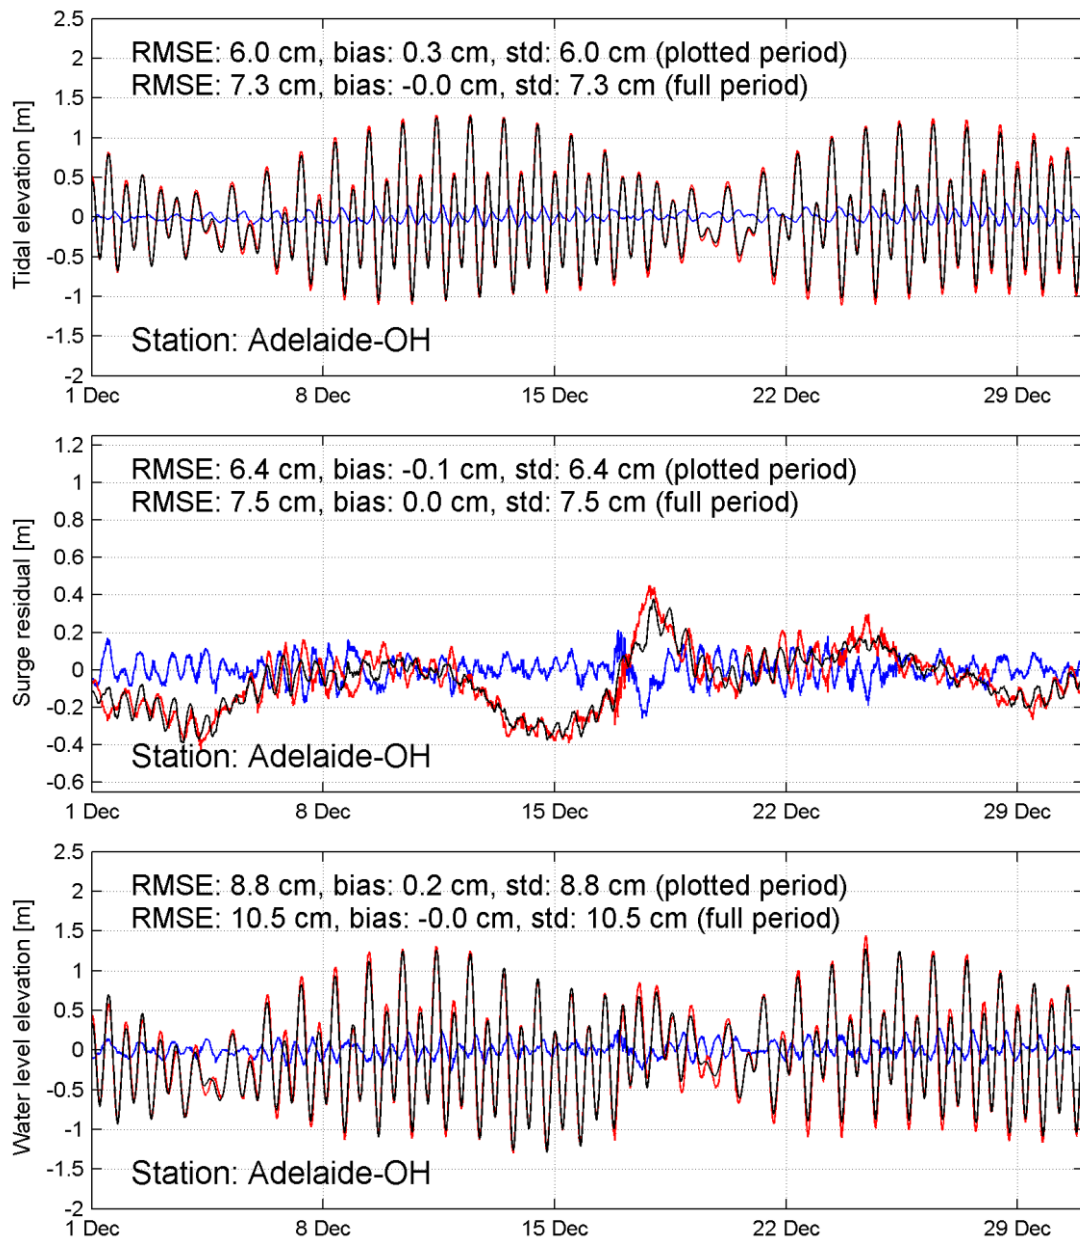 Tidal elevation [m]
2.5
2
1.5
1
0.5
0
-0.5
-1
-1.5
-2
RMSE: 6.0 cm, bias: 0.3 cm, std: 6.0 cm (plotted period)
RMSE: 7.3 cm, bias: -0.0 cm, std: 7.3 cm (full period)
Station: Adelaide-OH
1 Dec 8 Dec 15 Dec 22 Dec 29 Dec
Surge residual [m]
1.2
1
0.8
0.6
0.4
0.2
0
-0.2
-0.4
-0.6
RMSE: 6.4 cm, bias: -0.1 cm, std: 6.4 cm (plotted period)
RMSE: 7.5 cm, bias: 0.0 cm, std: 7.5 cm (full period)
Station: Adelaide-OH
1 Dec 8 Dec 15 Dec 22 Dec 29 Dec
Water level elevation [m]
2.5
2
1.5
1
0.5
0
-0.5
-1
-1.5
-2
RMSE: 8.8 cm, bias: 0.2 cm, std: 8.8 cm (plotted period)
RMSE: 10.5 cm, bias: -0.0 cm, std: 10.5 cm (full period)
Station: Adelaide-OH
1 Dec 8 Dec 15 Dec 22 Dec 29 Dec